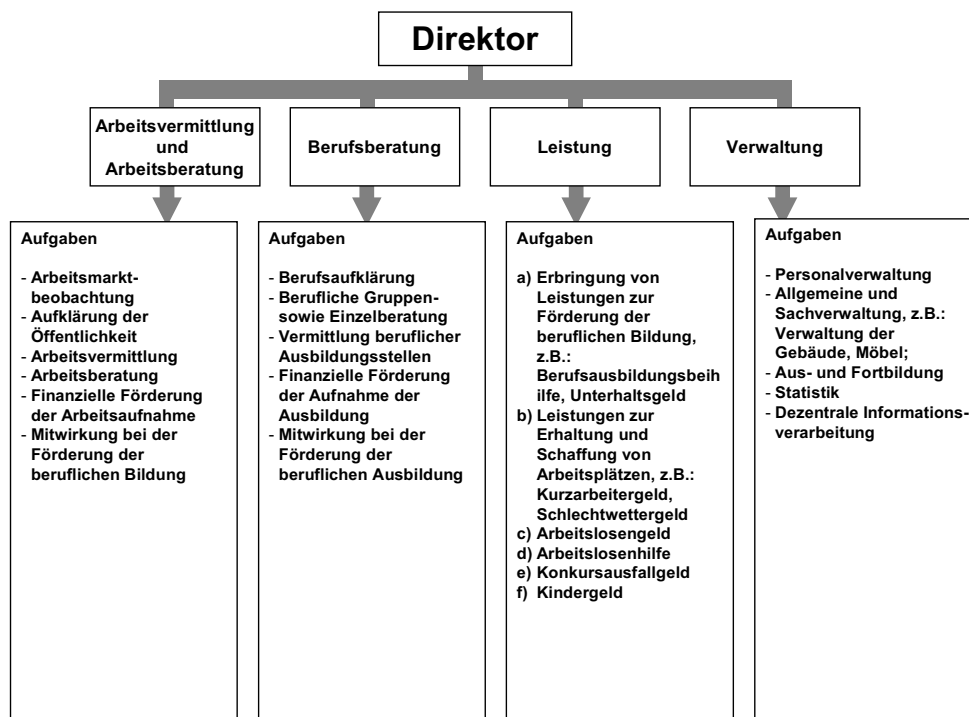 Direktor
Arbeitsvermittlung
und
Arbeitsberatung
Berufsberatung
Leistung
Verwaltung
Aufgaben
- Arbeitsmarkt-
beobachtung
- Aufklärung der
Öffentlichkeit
- Arbeitsvermittlung
- Arbeitsberatung
- Finanzielle Förderung
der Arbeitsaufnahme
- Mitwirkung bei der
Förderung der
beruflichen Bildung
Aufgaben
- Berufsaufklärung
- Berufliche Gruppen-
sowie Einzelberatung
- Vermittlung beruflicher
Ausbildungsstellen
- Finanzielle Förderung
der Aufnahme der
Ausbildung
- Mitwirkung bei der
Förderung der
beruflichen Ausbildung
Aufgaben
a) Erbringung von
Leistungen zur
Förderung der
beruflichen Bildung,
z.B.:
Berufsausbildungsbei
hilfe, Unterhaltsgeld
b) Leistungen zur
Erhaltung und
Schaffung von
Arbeitsplätzen, z.B.:
Kurzarbeitergeld,
Schlechtwettergeld
c) Arbeitslosengeld
d) Arbeitslosenhilfe
e) Konkursausfallgeld
f) Kindergeld
Aufgaben
- Personalverwaltung
- Allgemeine und
Sachverwaltung, z.B.:
Verwaltung der
Gebäude, Möbel;
- Aus- und Fortbildung
- Statistik
- Dezentrale Informations-
verarbeitung